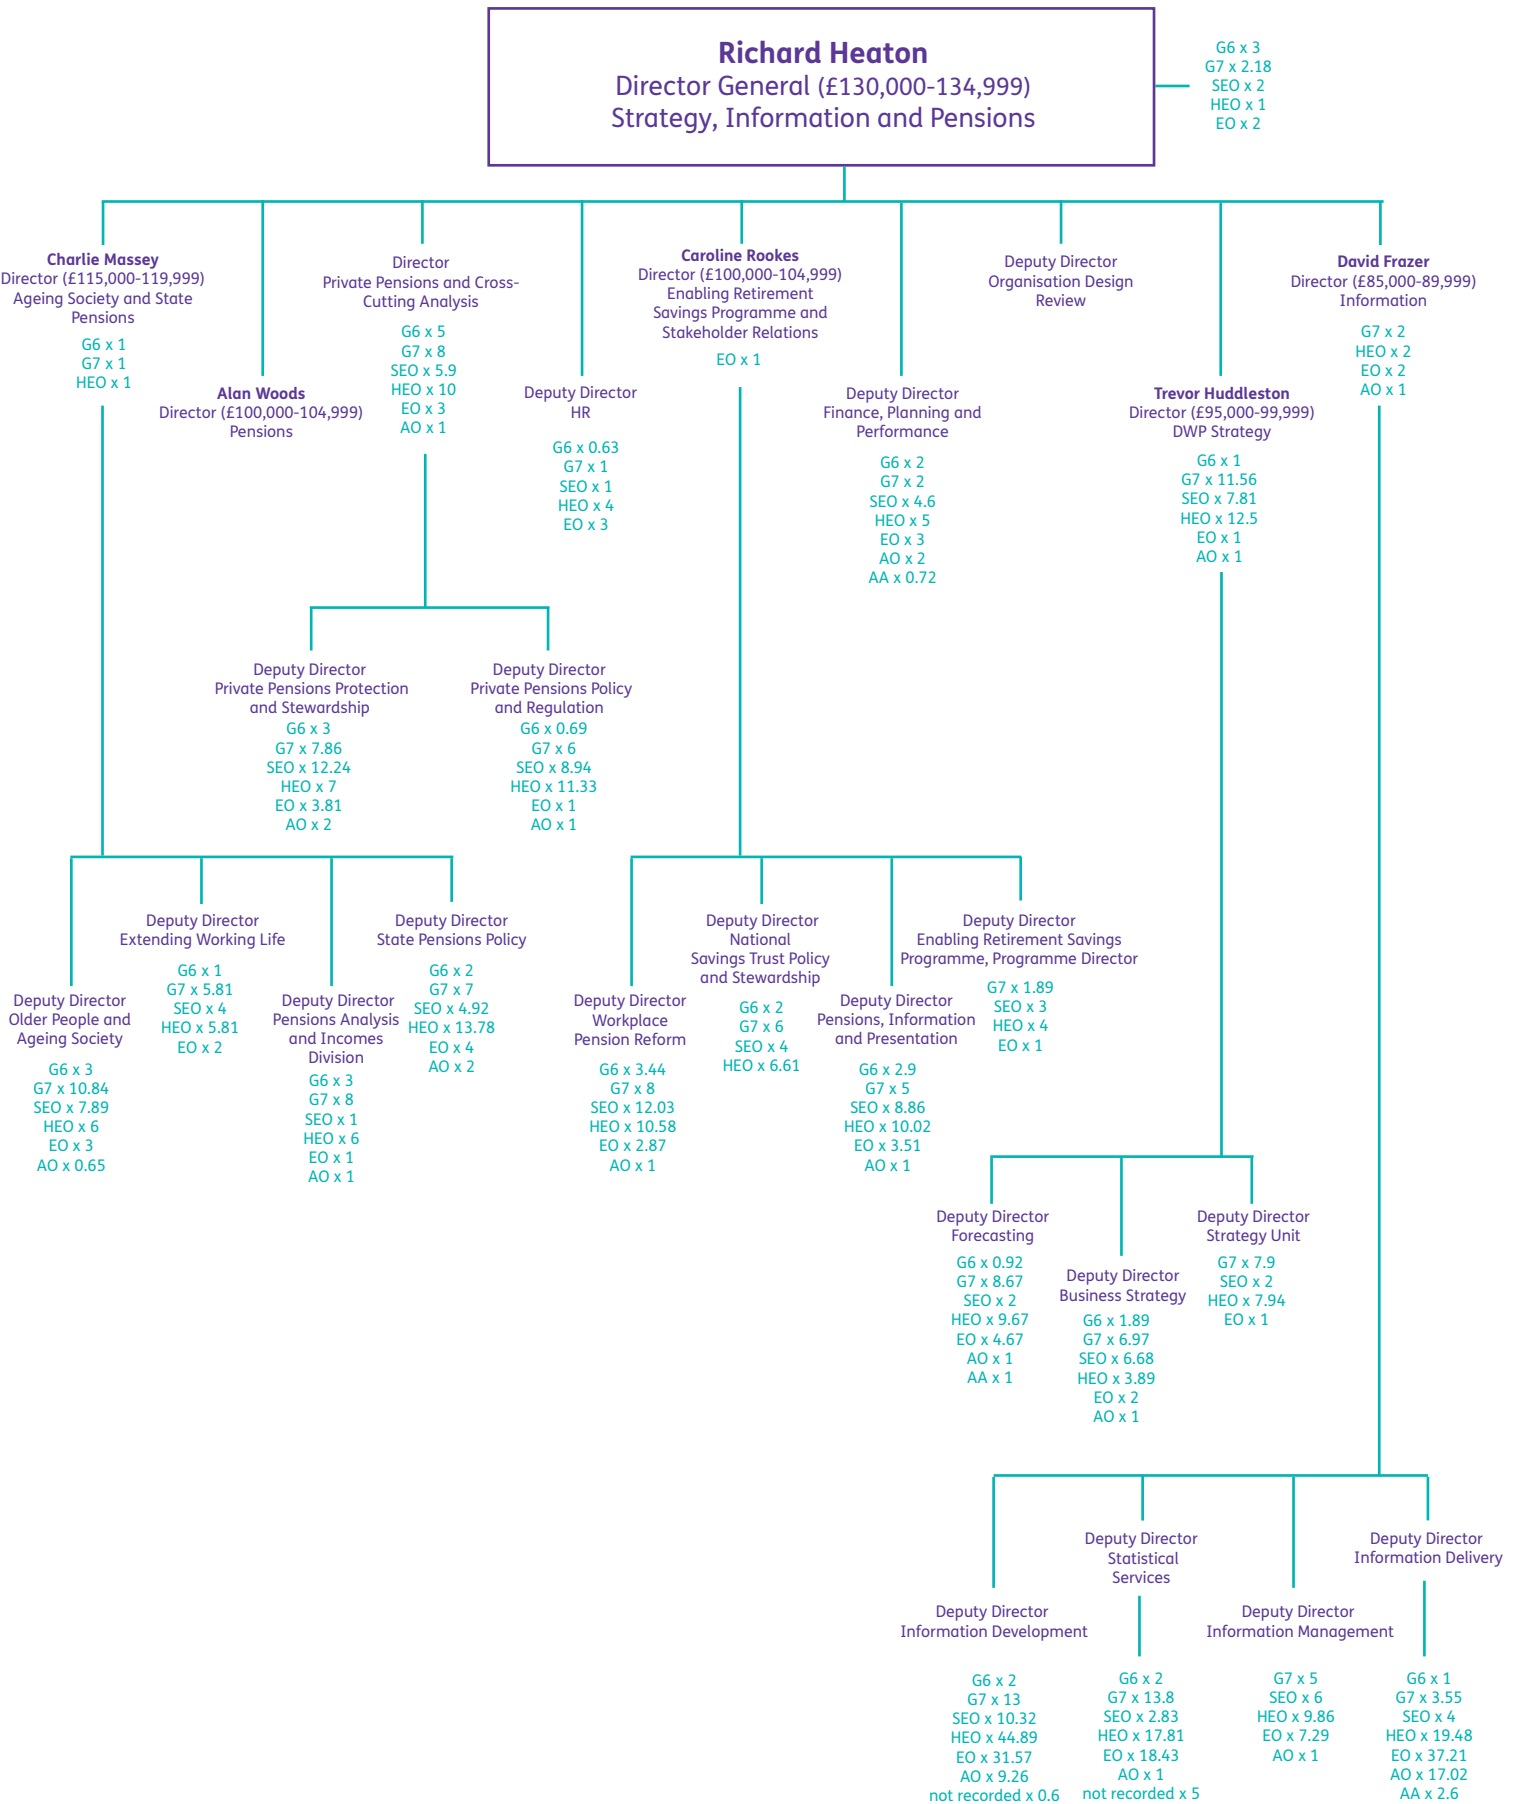 Richard Heaton
Director General (£130,000-134,999)
Strategy, Information and Pensions
G6 x 3
G7 x 2.18
SEO x 2
HEO x 1
EO x 2
Charlie Massey
Director (£115,000-119,999)
Ageing Society and State
Pensions
G6 x 1
G7 x 1
HEO x 1
Alan Woods
Director (£100,000-104,999)
Pensions
Director
Private Pensions and Cross-
Cutting Analysis
G6 x 5
G7 x 8
SEO x 5.9
HEO x 10
EO x 3
AO x 1
Deputy Director
HR
G6 x 0.63
G7 x 1
SEO x 1
HEO x 4
EO x 3
Caroline Rookes
Director (£100,000-104,999)
Enabling Retirement
Savings Programme and
Stakeholder Relations
EO x 1
Deputy Director
Finance, Planning and
Performance
G6 x 2
G7 x 2
SEO x 4.6
HEO x 5
EO x 3
AO x 2
AA x 0.72
Deputy Director
Organisation Design
Review
Trevor Huddleston
Director (£95,000-99,999)
DWP Strategy
G6 x 1
G7 x 11.56
SEO x 7.81
HEO x 12.5
EO x 1
AO x 1
David Frazer
Director (£85,000-89,999)
Information
G7 x 2
HEO x 2
EO x 2
AO x 1
Deputy Director
Private Pensions Protection
and Stewardship
G6 x 3
G7 x 7.86
SEO x 12.24
HEO x 7
EO x 3.81
AO x 2
Deputy Director
Private Pensions Policy
and Regulation
G6 x 0.69
G7 x 6
SEO x 8.94
HEO x 11.33
EO x 1
AO x 1
Deputy Director
Older People and
Ageing Society
G6 x 3
G7 x 10.84
SEO x 7.89
HEO x 6
EO x 3
AO x 0.65
Deputy Director
Extending Working Life
G6 x 1
G7 x 5.81
SEO x 4
HEO x 5.81
EO x 2
Deputy Director
Pensions Analysis
and Incomes
Division
G6 x 3
G7 x 8
SEO x 1
HEO x 6
EO x 1
AO x 1
Deputy Director
State Pensions Policy
G6 x 2
G7 x 7
SEO x 4.92
HEO x 13.78
EO x 4
AO x 2
Deputy Director
Workplace
Pension Reform
G6 x 3.44
G7 x 8
SEO x 12.03
HEO x 10.58
EO x 2.87
AO x 1
Deputy Director
National
Savings Trust Policy
and Stewardship
G6 x 2
G7 x 6
SEO x 4
HEO x 6.61
Deputy Director
Pensions, Information
and Presentation
G6 x 2.9
G7 x 5
SEO x 8.86
HEO x 10.02
EO x 3.51
AO x 1
Deputy Director
Enabling Retirement Savings
Programme, Programme Director
G7 x 1.89
SEO x 3
HEO x 4
EO x 1
Deputy Director
Forecasting
G6 x 0.92
G7 x 8.67
SEO x 2
HEO x 9.67
EO x 4.67
AO x 1
AA x 1
Deputy Director
Business Strategy
G6 x 1.89
G7 x 6.97
SEO x 6.68
HEO x 3.89
EO x 2
AO x 1
Deputy Director
Strategy Unit
G7 x 7.9
SEO x 2
HEO x 7.94
EO x 1
Deputy Director
Information Development
G6 x 2
G7 x 13
SEO x 10.32
HEO x 44.89
EO x 31.57
AO x 9.26
not recorded x 0.6
Deputy Director
Statistical
Services
G6 x 2
G7 x 13.8
SEO x 2.83
HEO x 17.81
EO x 18.43
AO x 1
not recorded x 5
Deputy Director
Information Management
G7 x 5
SEO x 6
HEO x 9.86
EO x 7.29
AO x 1
Deputy Director
Information Delivery
G6 x 1
G7 x 3.55
SEO x 4
HEO x 19.48
EO x 37.21
AO x 17.02
AA x 2.6